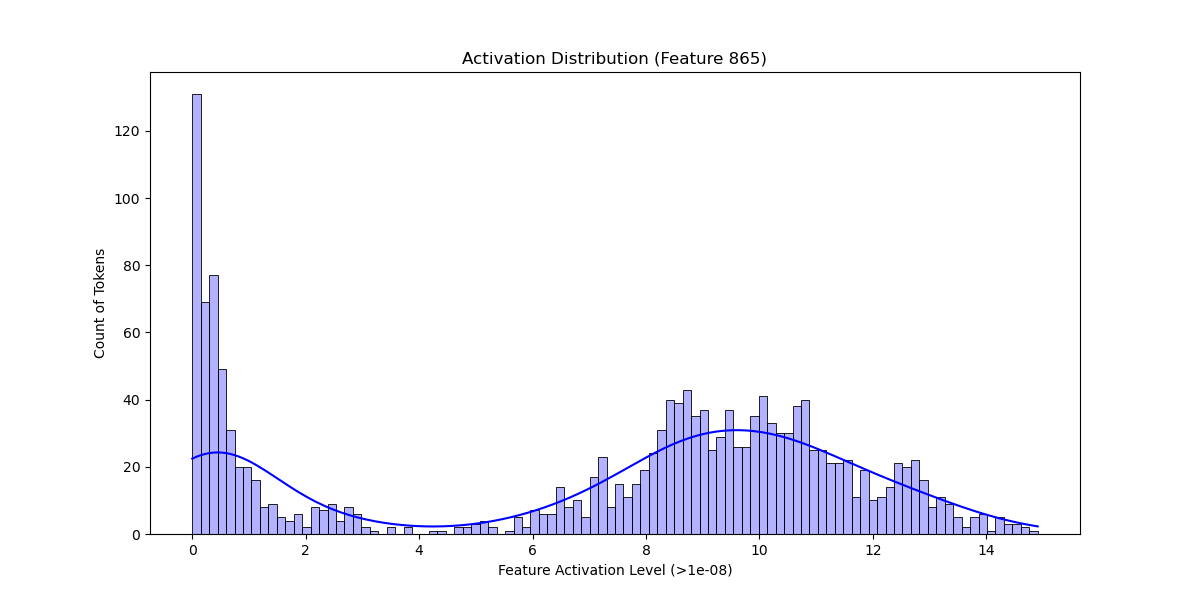 Activation Distribution (Feature 865)
120
100
80
60
40
20
0
Count of Tokens
0 2 4 6 8 10 12 14
Feature Activation Level (>1e-08)